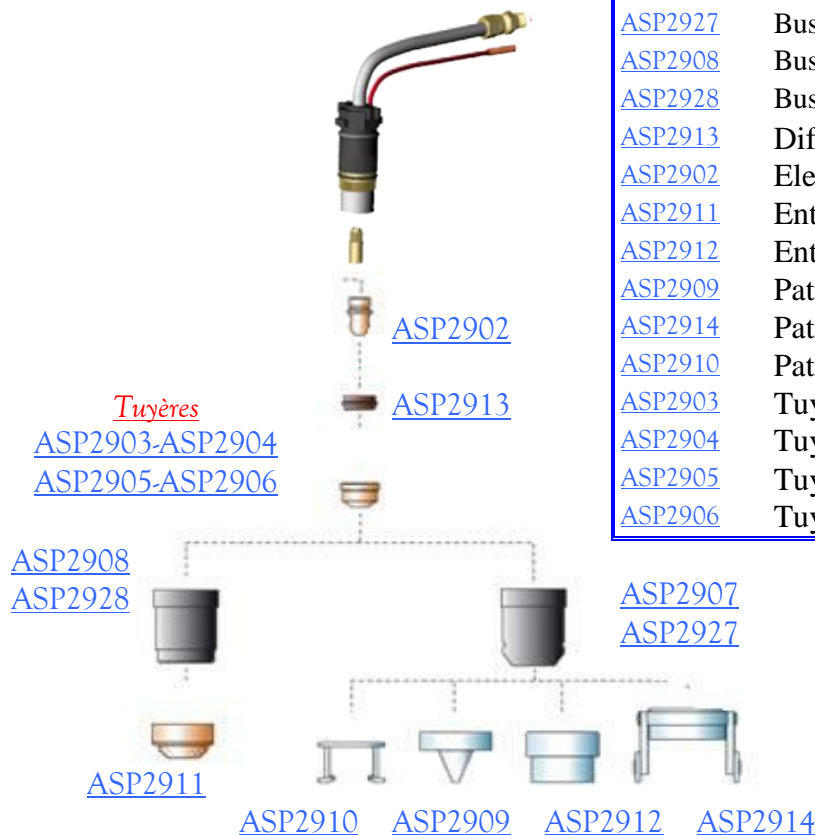 ASP2927 Bus
ASP2908 Bus
ASP2928 Bus
ASP2913 Dif
ASP2902 Ele
ASP2911 Ent
ASP2912 Ent
ASP2909 Pat
ASP2914 Pat
ASP2910 Pat
ASP2903 Tuy
ASP2904 Tuy
ASP2905 Tuy
ASP2906 Tuy
ASP2902
ASP2913
Tuyères
ASP2903-ASP2904
ASP2905-ASP2906
ASP2908
ASP2928
ASP2907
ASP2927
ASP2911
ASP2910 ASP2909 ASP2912 ASP2914